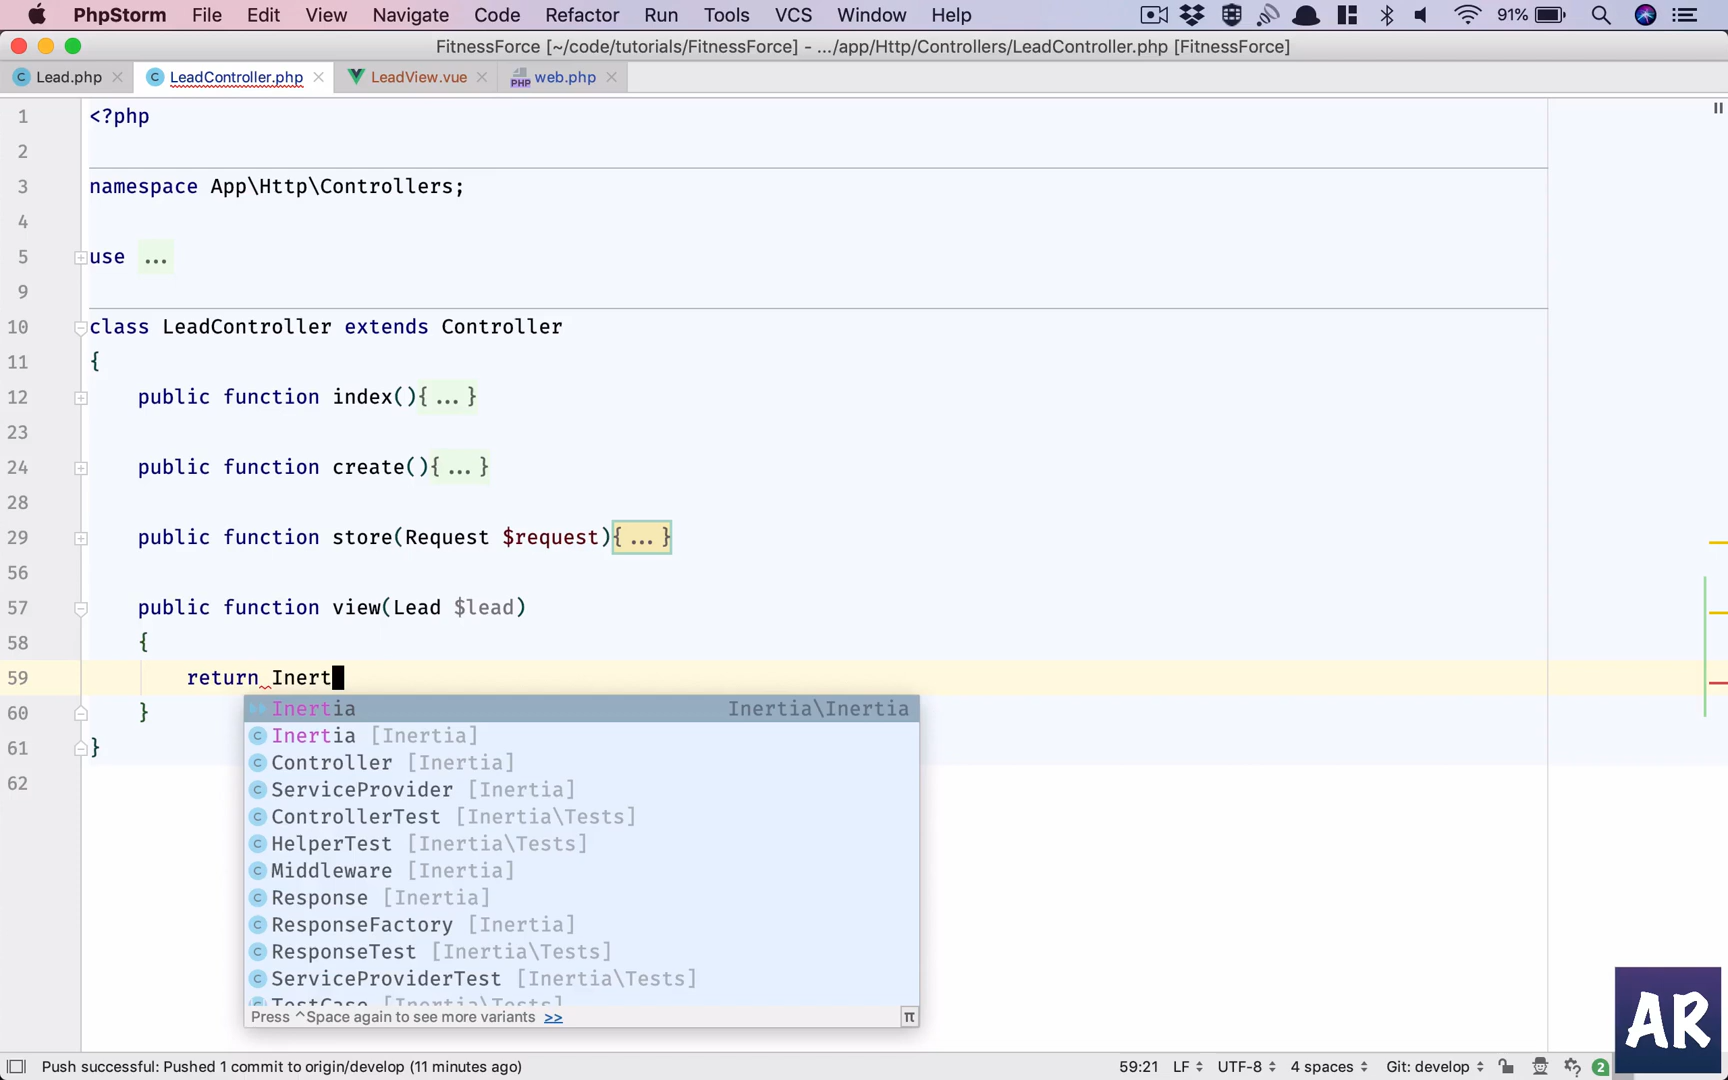 PhpStorm File Edit View Navigate Code Refactor Run Tools VCS Window Help 91%
FitnessForce [~/code/tutorials/FitnessForce] - .../app/Http/Controllers/LeadController.php [FitnessForce]
Lead.php LeadController.php LeadView.vue PHP web.php
1 <?php
2
3 namespace App\Http\Controllers;
4
5 use ...
9
10 class LeadController extends Controller
11 {
12 public function index(){...}
23
24 public function create(){...}
28
29 public function store(Request $request){...}
56
57 public function view(Lead $lead)
58 {
59 return Inert
60 }
61 }
62
Inertia Inertia\Inertia
C Inertia [Inertia]
C Controller [Inertia]
C ServiceProvider [Inertia]
C ControllerTest [Inertia\Tests]
C HelperTest [Inertia\Tests]
C Middleware [Inertia]
C Response [Inertia]
C ResponseFactory [Inertia]
C ResponseTest [Inertia\Tests]
C ServiceProviderTest [Inertia\Tests]
TestCase [Inertia\Tests]
Press ^Space again to see more variants >> π
AR
Push successful: Pushed 1 commit to origin/develop (11 minutes ago) 59:21 LF UTF-8 4 spaces Git: develop 2